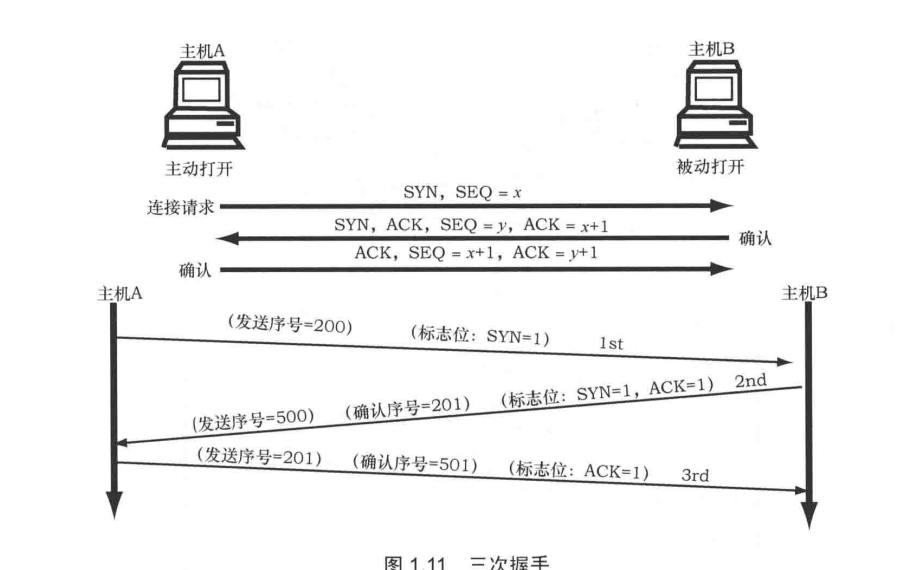 主机A
主机B
主动打开
被动打开
连接请求
SYN，SEQ = x
SYN，ACK，SEQ = y，ACK = x+1
确认
ACK，SEQ = x+1，ACK = y+1
确认
主机A
主机B
(发送序号=200) (标志位：SYN=1) 1st
(发送序号=500) (确认序号=201) (标志位：SYN=1，ACK=1) 2nd
(发送序号=201) (确认序号=501) (标志位：ACK=1) 3rd
图 1.11 三次握手